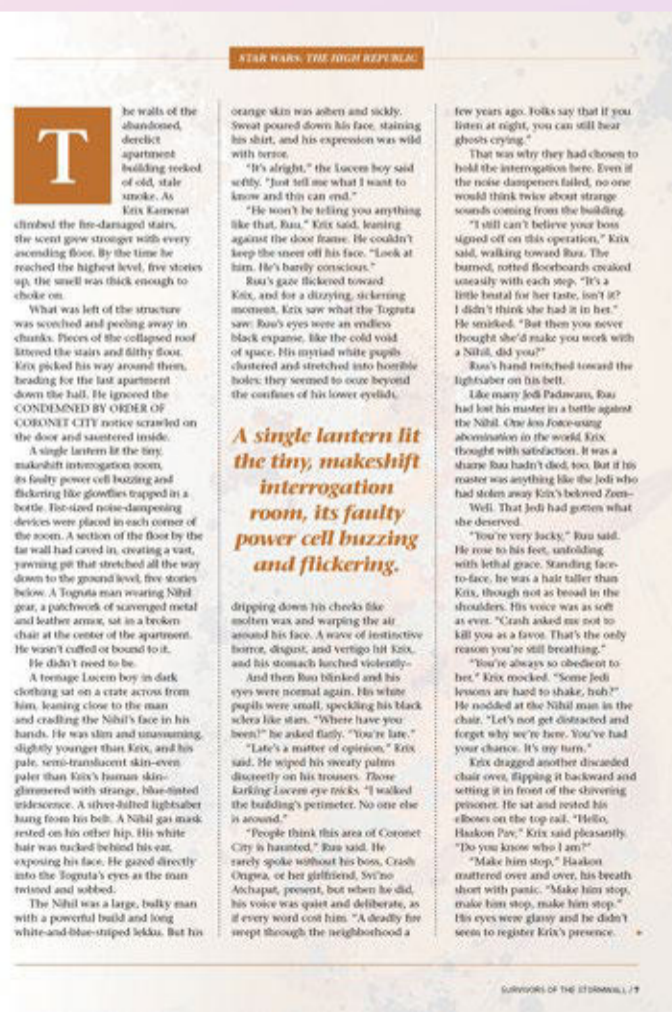 STAR WARS: THE HIGH REPUBLIC
The walls of the
abandoned,
derelict
apartment
building reeked
of old, stale
smoke. As
Krix Kamerat
climbed the fire-damaged stairs,
the scent grew stronger with every
ascending floor. By the time he
reached the highest level, five stories
up, the smell was thick enough to
choke on.
What was left of the structure
was scorched and peeling away in
chunks. Pieces of the collapsed roof
littered the stairs and filthy floor.
Krix picked his way around them,
heading for the last apartment
down the hall. He ignored the
CONDEMNED BY ORDER OF
CORONET CITY notice scrawled on
the door and sauntered inside.
A single lantern lit the tiny,
makeshift interrogation room,
its faulty power cell buzzing and
flickering like glowflies trapped in a
bottle. Fist-sized noise-dampening
devices were placed in each corner of
the room. A section of the floor by the
far wall had caved in, creating a vast,
yawning pit that stretched all the way
down to the ground level, five stories
below. A Togruta man wearing Nihil
gear, a patchwork of scavenged metal
and leather armor, sat in a broken
chair at the center of the apartment.
He wasn't cuffed or bound to it.
He didn't need to be.
A teenage Lucem boy in dark
clothing sat on a crate across from
him, leaning close to the man
and cradling the Nihil's face in his
hands. He was slim and unassuming,
slightly younger than Krix, and his
pale, semi-translucent skin–even
paler than Krix's human skin–
glimmered with strange, blue-tinted
iridescence. A silver-hilted lightsaber
hung from his belt. A Nihil gas mask
rested on his other hip. His white
hair was tucked behind his ear,
exposing his face. He gazed directly
into the Togruta's eyes as the man
twisted and sobbed.
The Nihil was a large, bulky man
with a powerful build and long
white-and-blue-striped lekku. But his
orange skin was ashen and sickly.
Sweat poured down his face, staining
his shirt, and his expression was wild
with terror.
"It's alright," the Lucem boy said
softly. "Just tell me what I want to
know and this can end."
"He won't be telling you anything
like that, Ruu," Krix said, leaning
against the door frame. He couldn't
keep the sneer off his face. "Look at
him. He's barely conscious."
Ruu's gaze flickered toward
Krix, and for a dizzying, sickening
moment, Krix saw what the Togruta
saw: Ruu's eyes were an endless
black expanse, like the cold void
of space. His myriad white pupils
clustered and stretched into horrible
holes; they seemed to ooze beyond
the confines of his lower eyelids,
A single lantern lit
the tiny, makeshift
interrogation
room, its faulty
power cell buzzing
and flickering.
dripping down his cheeks like
molten wax and warping the air
around his face. A wave of instinctive
horror, disgust, and vertigo hit Krix,
and his stomach lurched violently–
And then Ruu blinked and his
eyes were normal again. His white
pupils were small, speckling his black
sclera like stars. "Where have you
been?" he asked flatly. "You're late."
"Late's a matter of opinion," Krix
said. He wiped his sweaty palms
discreetly on his trousers. Those
karking Lucem eye tricks. "I walked
the building's perimeter. No one else
is around."
"People think this area of Coronet
City is haunted," Ruu said. He
rarely spoke without his boss, Crash
Ongwa, or her girlfriend, Svi'no
Atchapat, present, but when he did,
his voice was quiet and deliberate, as
if every word cost him. "A deadly fire
swept through the neighborhood a
few years ago. Folks say that if you
listen at night, you can still hear
ghosts crying."
That was why they had chosen to
hold the interrogation here. Even if
the noise dampeners failed, no one
would think twice about strange
sounds coming from the building.
"I still can't believe your boss
signed off on this operation," Krix
said, walking toward Ruu. The
burned, rotted floorboards creaked
uneasily with each step. "It's a
little brutal for her taste, isn't it?
I didn't think she had it in her."
He smirked. "But then you never
thought she'd make you work with
a Nihil, did you?"
Ruu's hand twitched toward the
lightsaber on his belt.
Like many Jedi Padawans, Ruu
had lost his master in a battle against
the Nihil. One less Force-using
abomination in the world, Krix
thought with satisfaction. It was a
shame Ruu hadn't died, too. But if his
master was anything like the Jedi who
had stolen away Krix's beloved Zeen–
Well. That Jedi had gotten what
she deserved.
"You're very lucky," Ruu said.
He rose to his feet, unfolding
with lethal grace. Standing face-
to-face, he was a hair taller than
Krix, though not as broad in the
shoulders. His voice was as soft
as ever. "Crash asked me not to
kill you as a favor. That's the only
reason you're still breathing."
"You're always so obedient to
her," Krix mocked. "Some Jedi
lessons are hard to shake, huh?"
He nodded at the Nihil man in the
chair. "Let's not get distracted and
forget why we're here. You've had
your chance. It's my turn."
Krix dragged another discarded
chair over, flipping it backward and
setting it in front of the shivering
prisoner. He sat and rested his
elbows on the top rail. "Hello,
Haakon Pav," Krix said pleasantly.
"Do you know who I am?"
"Make him stop," Haakon
muttered over and over, his breath
short with panic. "Make him stop,
make him stop, make him stop."
His eyes were glassy and he didn't
seem to register Krix's presence.
SURVIVORS OF THE STORMWALL / 7